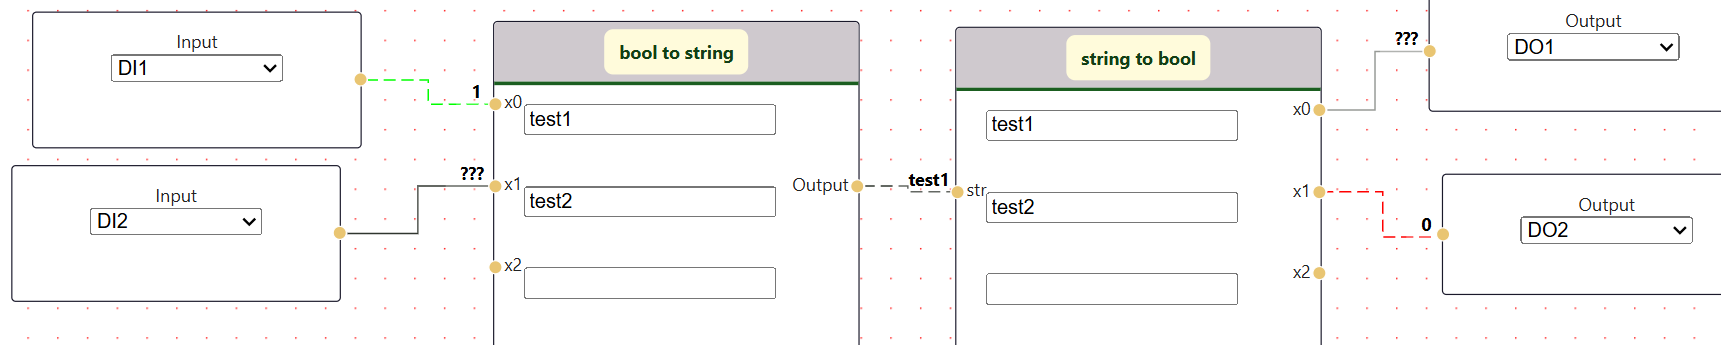 Input
DI1
1
Input
DI2
???
bool to string
x0
test1
x1
test2
x2
Output
test1
string to bool
str
test1
test2
x0
x1
x2
???
Output
DO1
0
Output
DO2